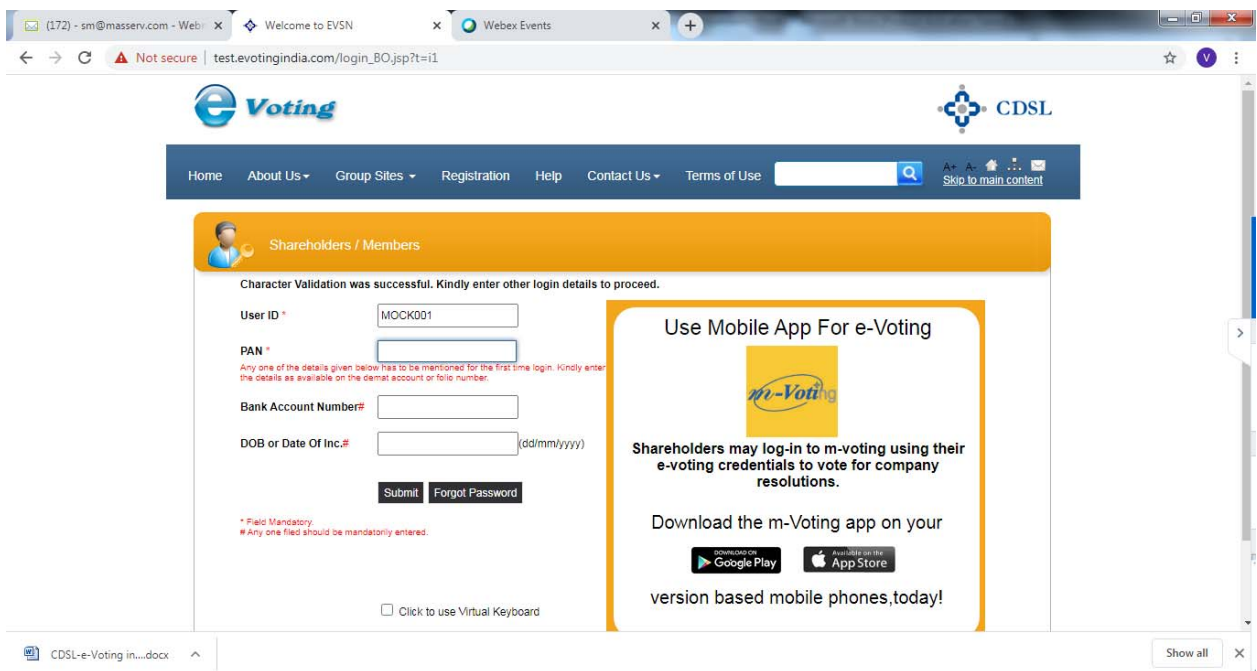 (172) - sm@masserv.com - Web
Welcome to EVSN
Webex Events
Not secure | test.evotingindia.com/login_BO.jsp?t=i1
V
e Voting
CDSL
Home About Us Group Sites Registration Help Contact Us Terms of Use
A+ A-
Skip to main content
Shareholders / Members
Character Validation was successful. Kindly enter other login details to proceed.
User ID *
MOCK001
PAN *
Any one of the details given below has to be mentioned for the first time login. Kindly enter
the details as available on the demat account or folio number.
Bank Account Number#
DOB or Date Of Inc.#
(dd/mm/yyyy)
Submit Forgot Password
* Field Mandatory.
# Any one filed should be mandatorily entered.
Click to use Virtual Keyboard
Use Mobile App For e-Voting
m-Voting
Shareholders may log-in to m-voting using their
e-voting credentials to vote for company
resolutions.
Download the m-Voting app on your
DOWNLOAD ON
Google Play
Available on the
App Store
version based mobile phones,today!
CDSL-e-Voting in....docx
Show all